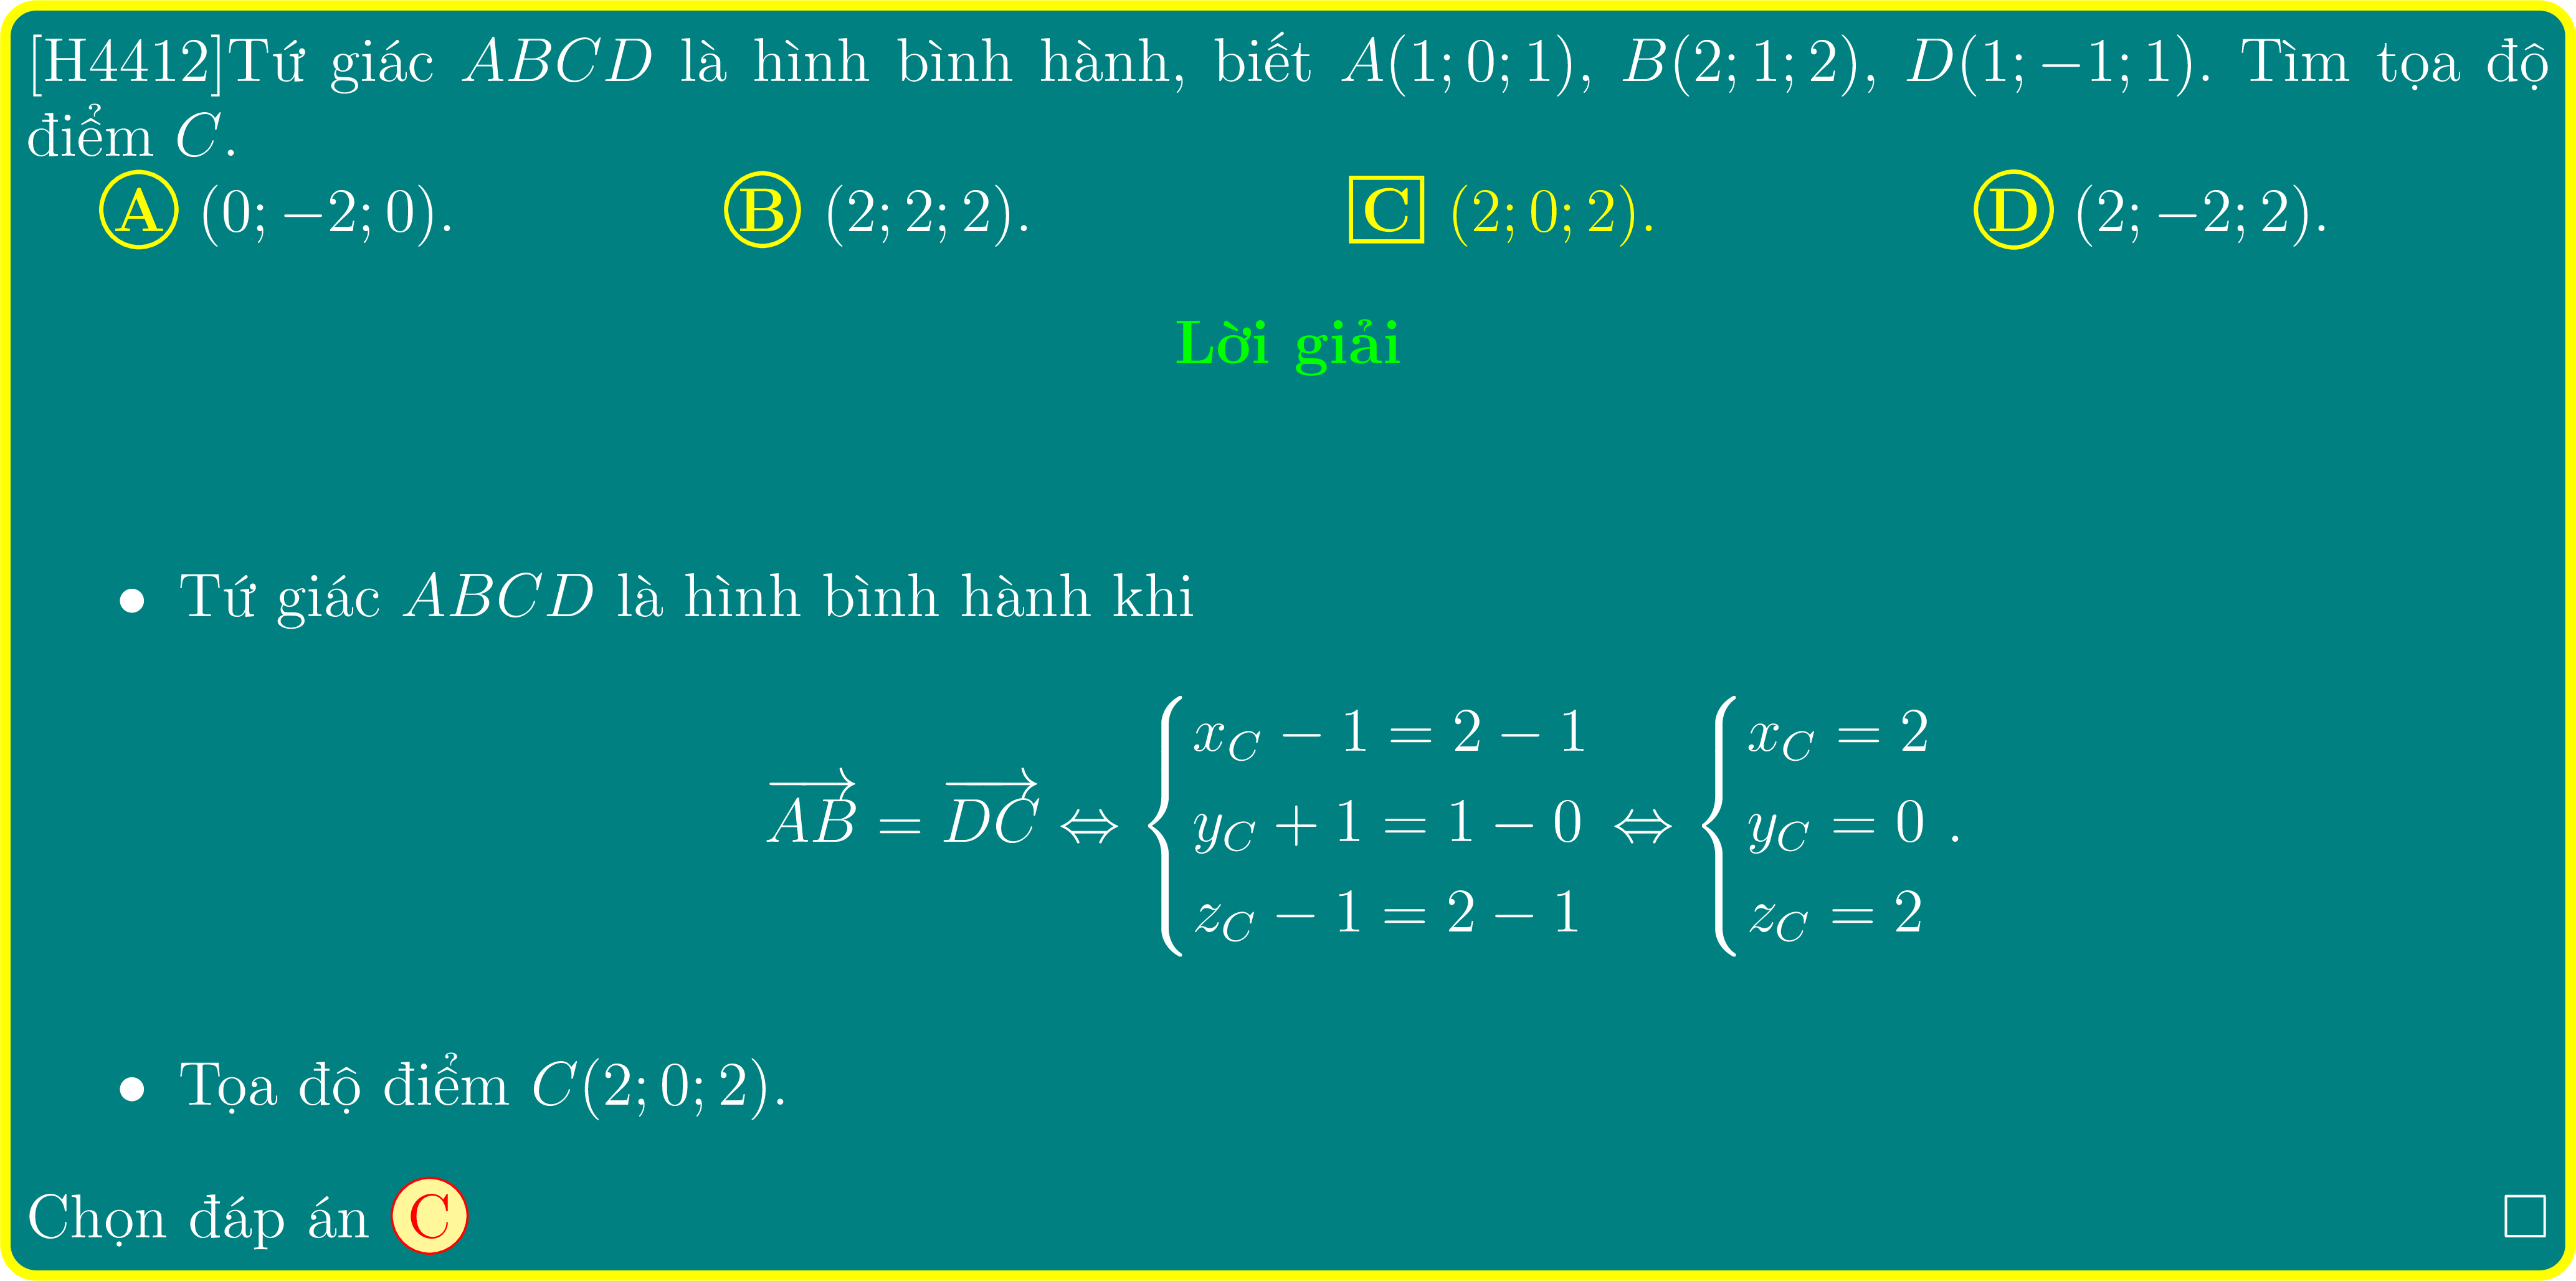 [H4412]Tứ giác ABCD là hình bình hành, biết A(1; 0; 1), B(2; 1; 2), D(1; −1; 1). Tìm tọa độ
điểm C.
A (0; −2; 0). B (2; 2; 2). C (2; 0; 2). D (2; −2; 2).
Lời giải
• Tứ giác ABCD là hình bình hành khi
$\overrightarrow{AB} = \overrightarrow{DC} \Leftrightarrow \begin{cases} x_C - 1 = 2 - 1 \\ y_C + 1 = 1 - 0 \\ z_C - 1 = 2 - 1 \end{cases} \Leftrightarrow \begin{cases} x_C = 2 \\ y_C = 0 \\ z_C = 2 \end{cases}.$
• Tọa độ điểm C(2; 0; 2).
Chọn đáp án C □